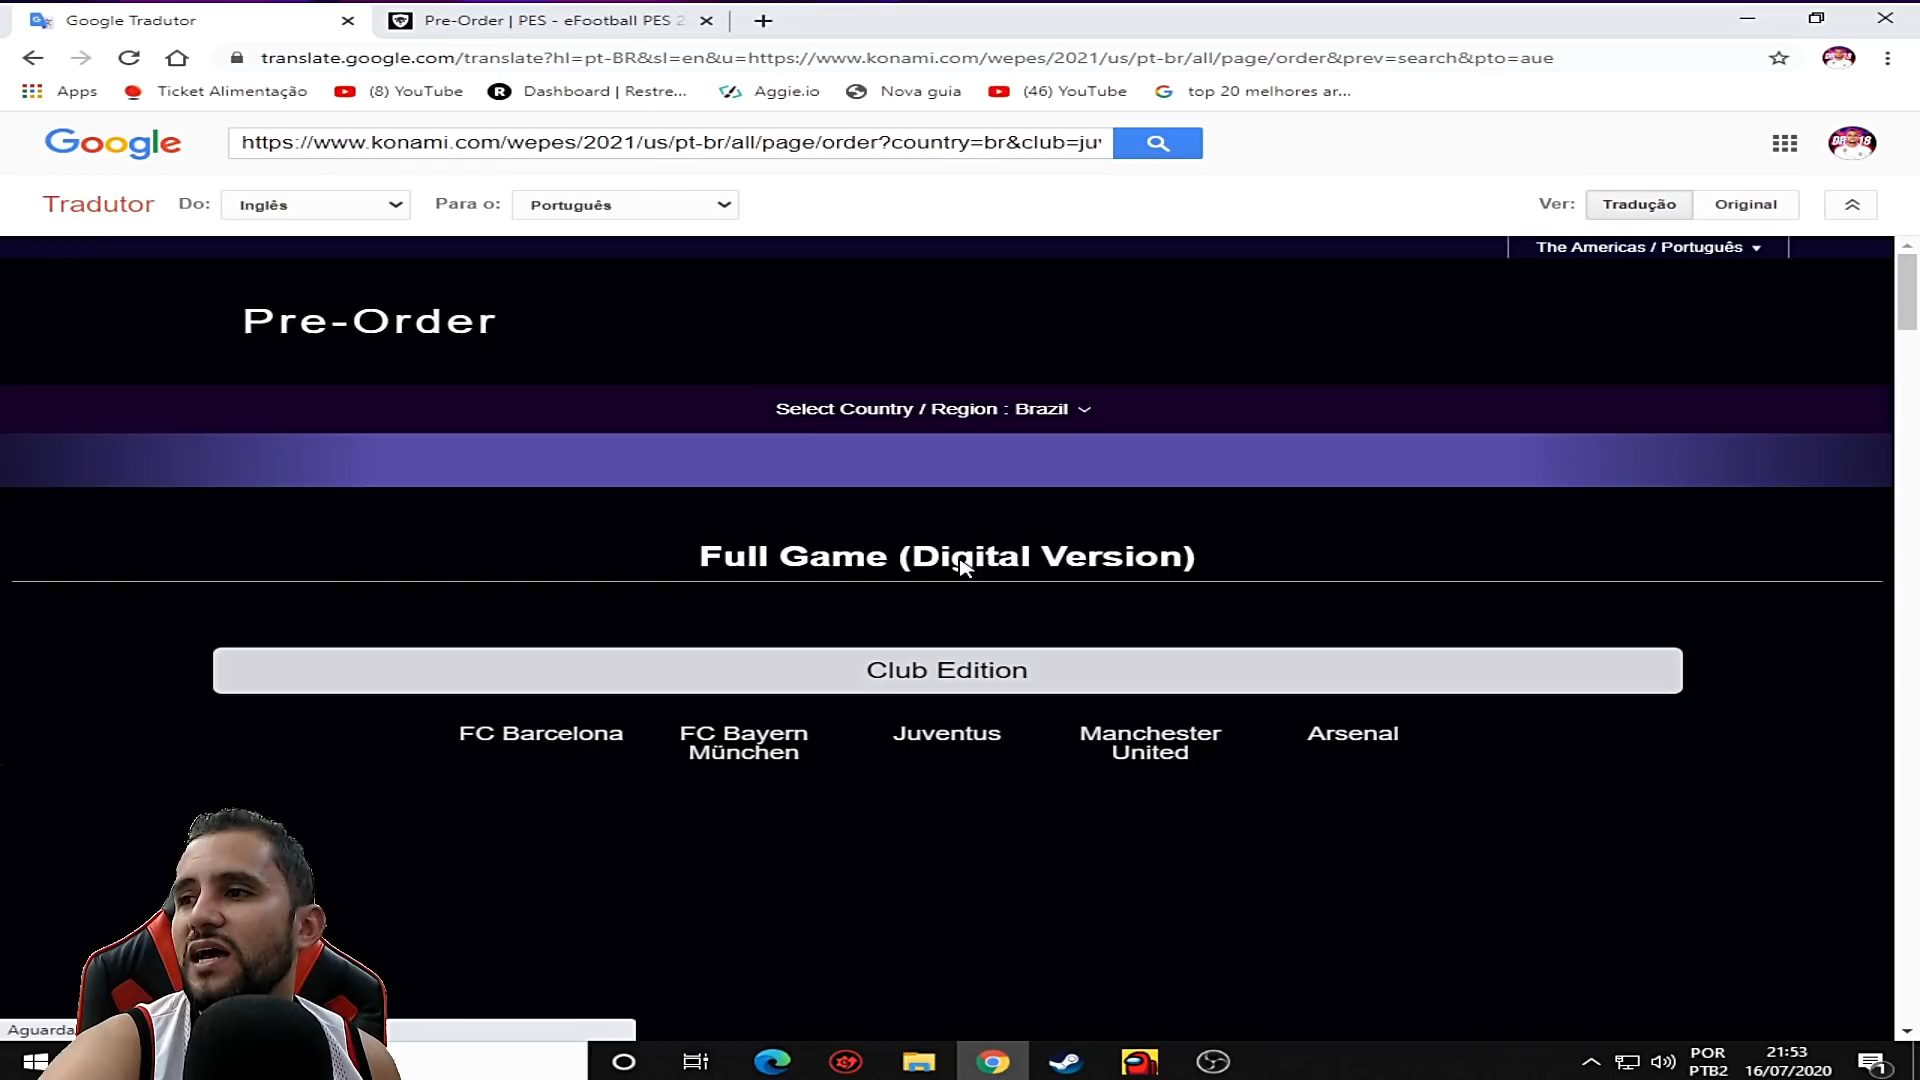 Google Tradutor
Pre-Order | PES - eFootball PES 2
translate.google.com/translate?hl=pt-BR&sl=en&u=https://www.konami.com/wepes/2021/us/pt-br/all/page/order&prev=search&pto=aue
Apps
Ticket Alimentação
(8) YouTube
Dashboard | Restre...
Aggie.io
Nova guia
(46) YouTube
top 20 melhores ar...
Google
https://www.konami.com/wepes/2021/us/pt-br/all/page/order?country=br&club=juv
Tradutor
Do:
Inglês
Para o:
Português
Ver:
Tradução
Original
The Americas / Português
Pre-Order
Select Country / Region : Brazil
Full Game (Digital Version)
Club Edition
FC Barcelona
FC Bayern
München
Juventus
Manchester
United
Arsenal
Aguarda
POR
PTB2
21:53
16/07/2020
1